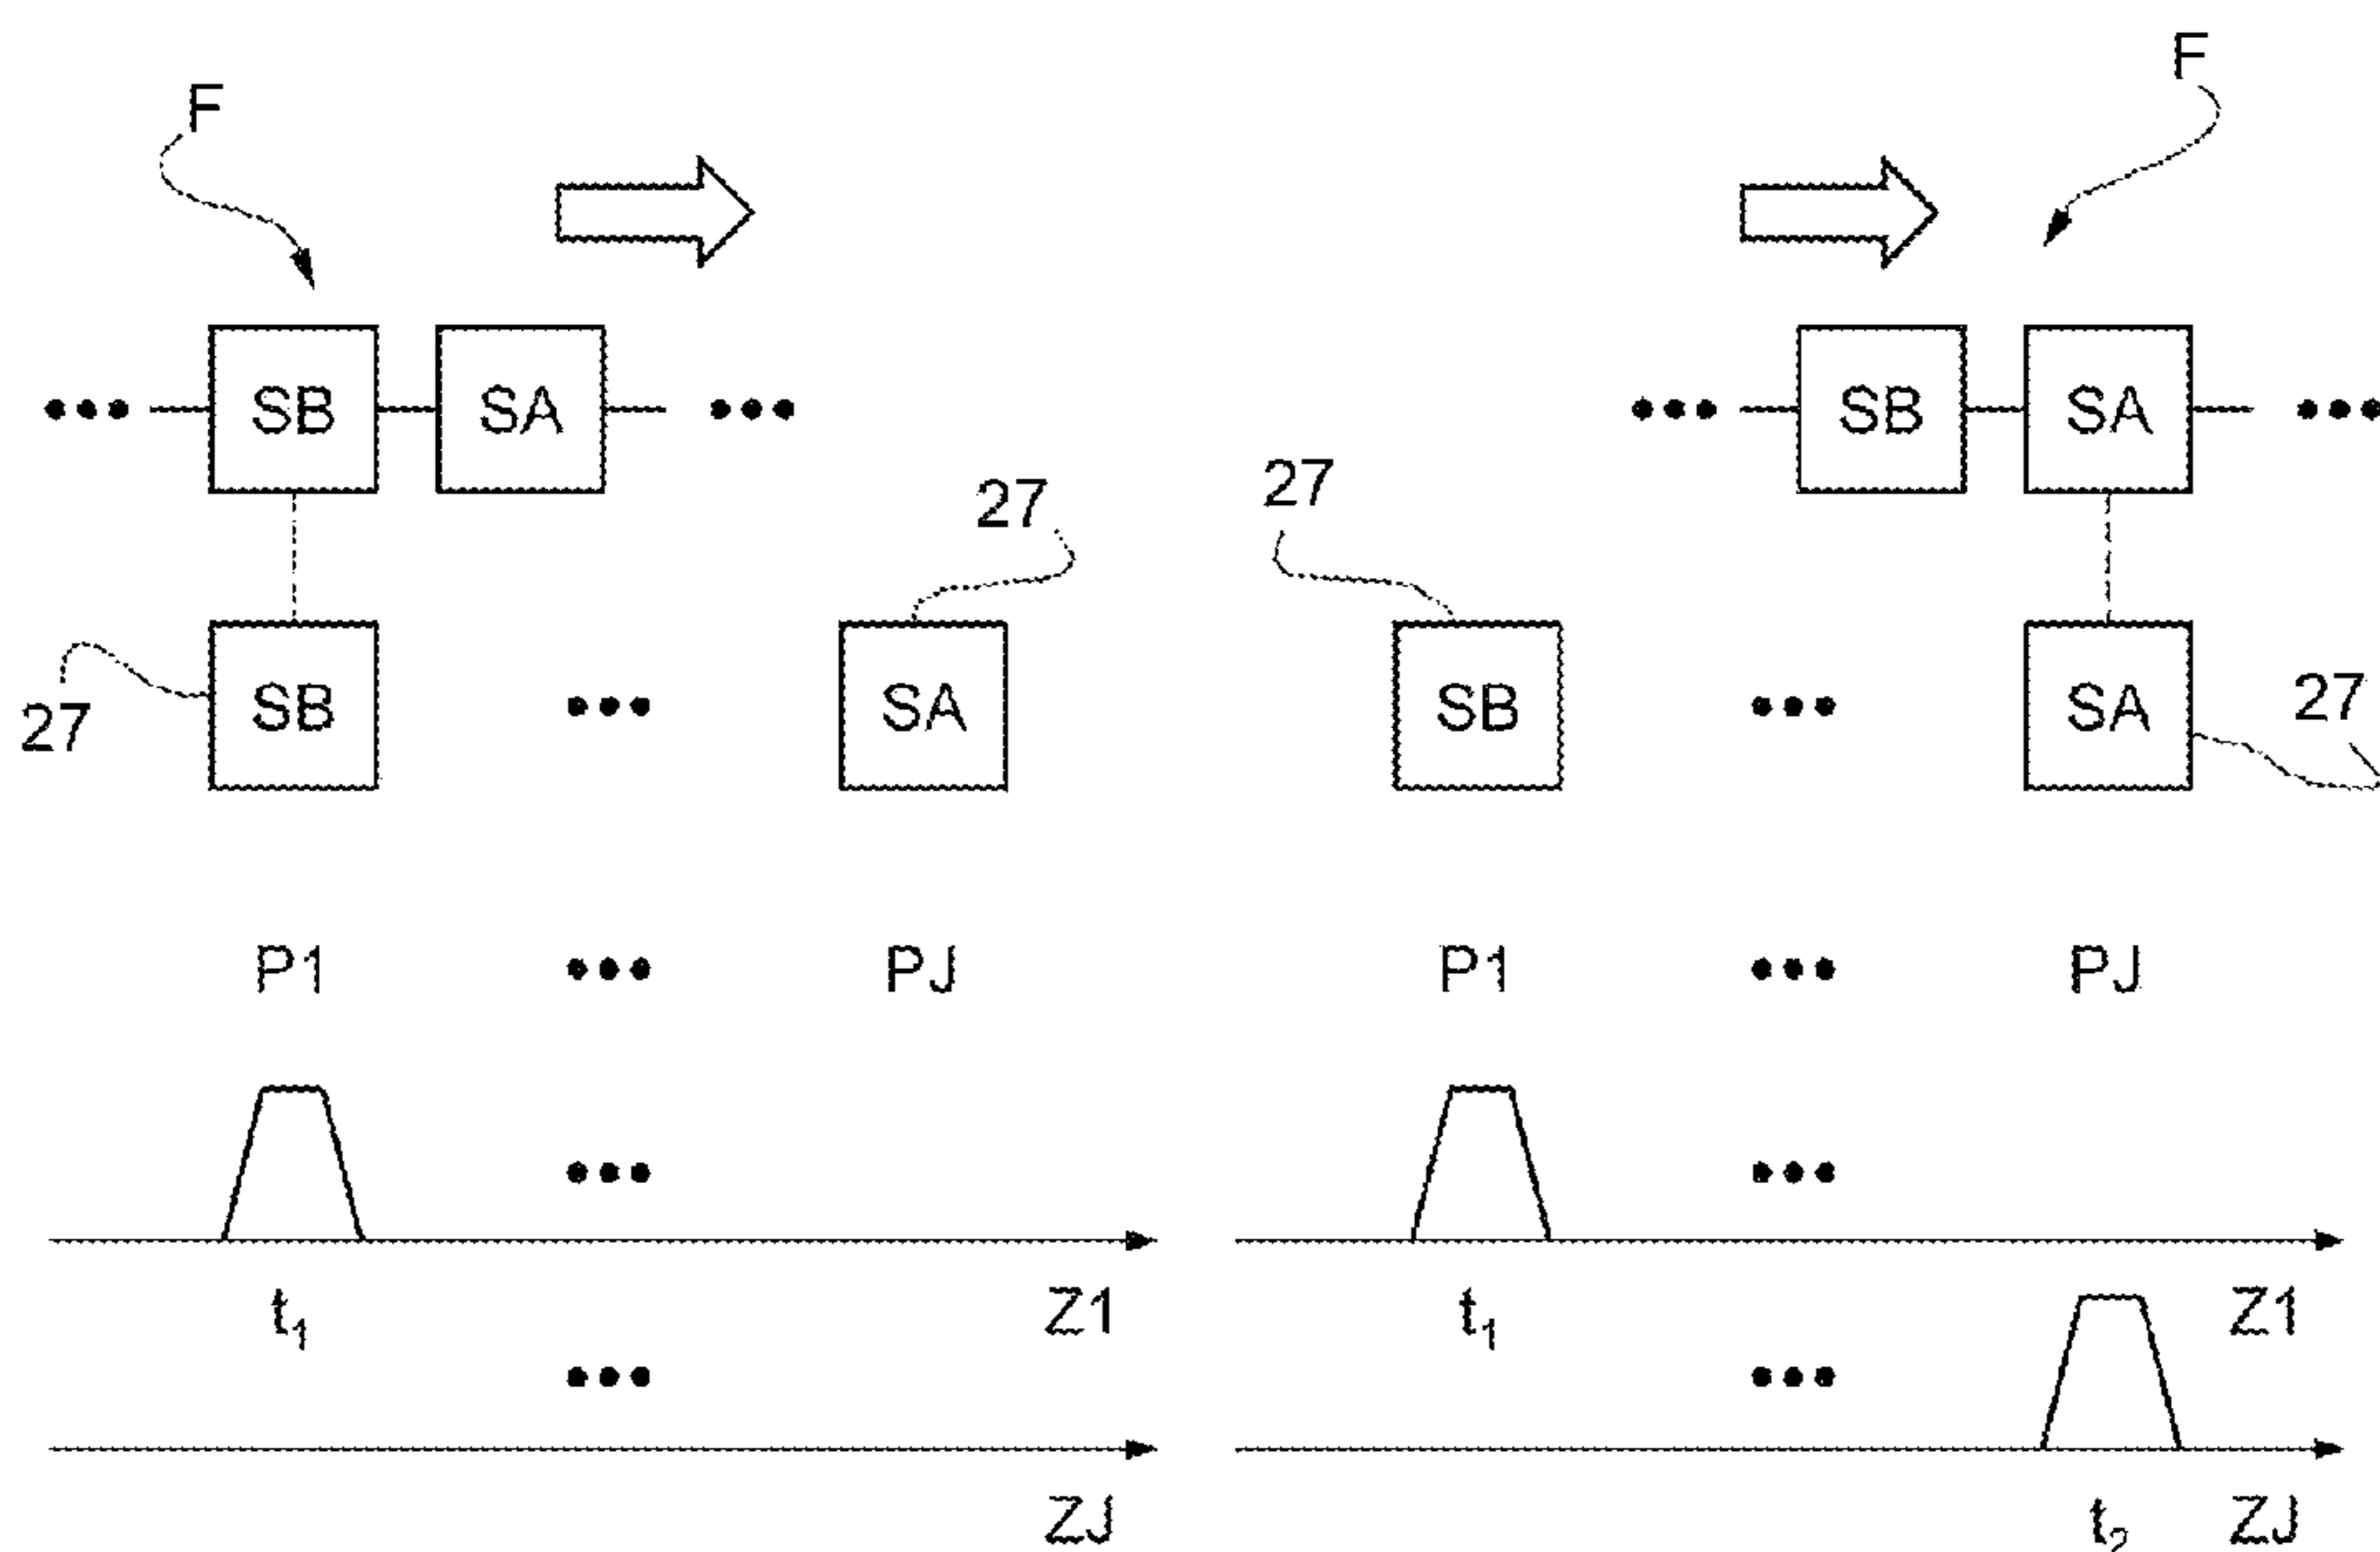 F F
SB SA SB SA
27 27
SB SA SB SA
27 27
P1 PJ P1 PJ
t1 Z1 t1 Z1
ZJ t2 ZJ